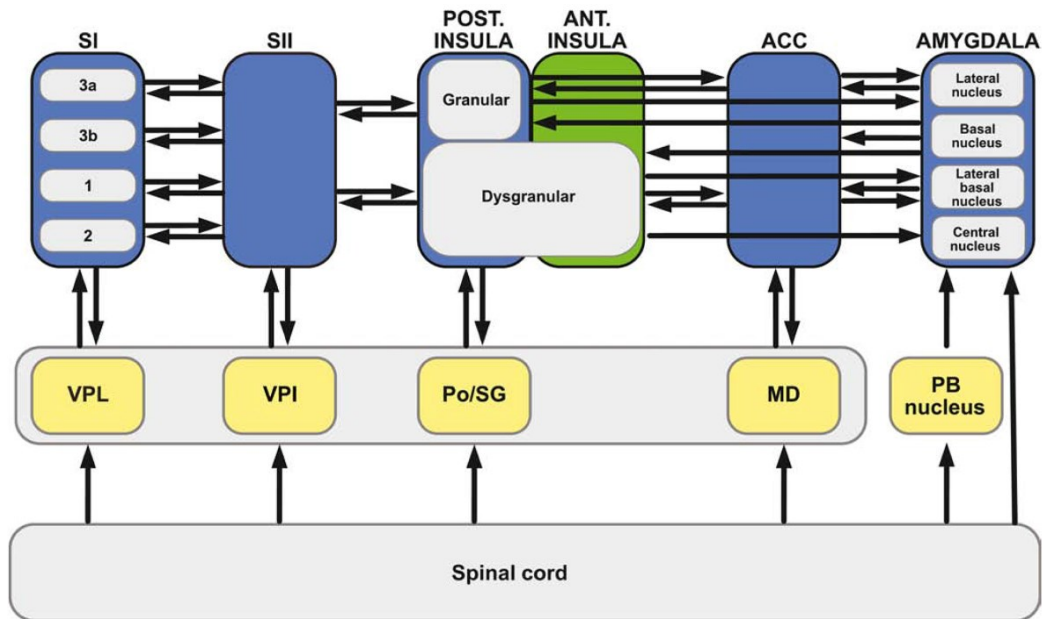 SI
SII
POST.
INSULA
ANT.
INSULA
ACC
AMYGDALA
3a
3b
1
2
Granular
Dysgranular
Lateral
nucleus
Basal
nucleus
Lateral
basal
nucleus
Central
nucleus
VPL
VPI
Po/SG
MD
PB
nucleus
Spinal cord